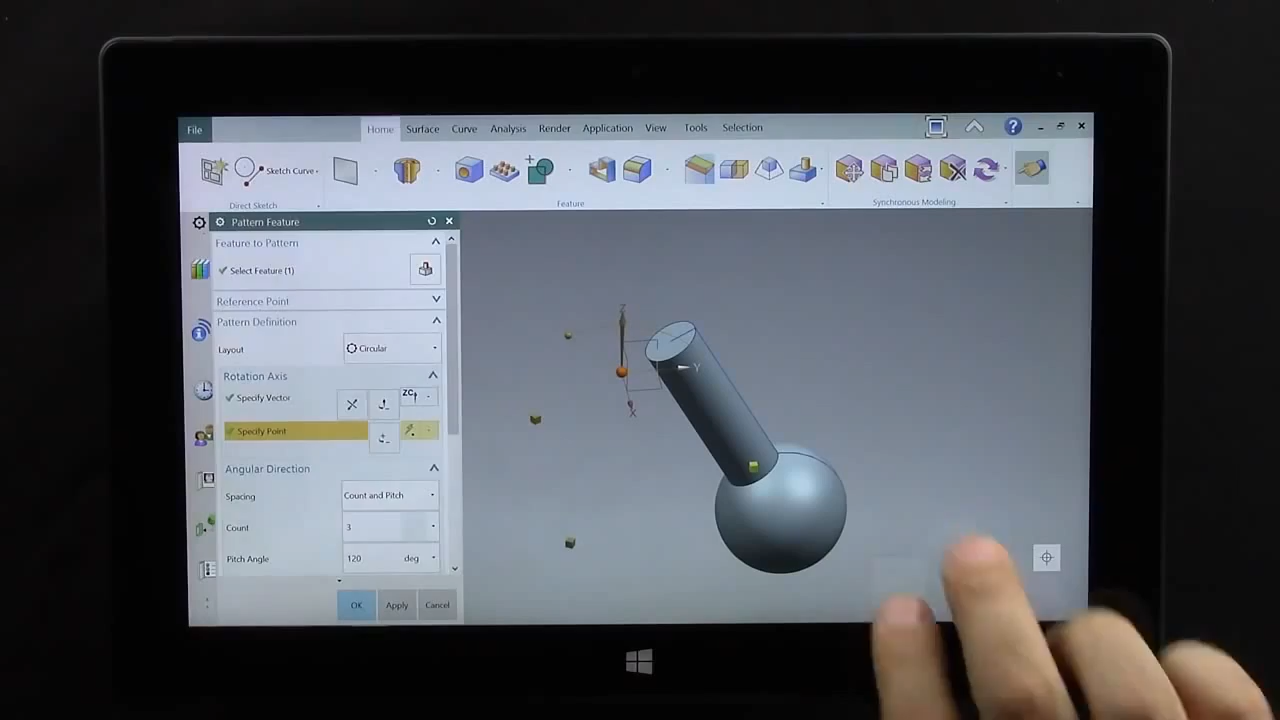 File Home Surface Curve Analysis Render Application View Tools Selection
Sketch Curve
Direct Sketch Feature Synchronous Modeling
Pattern Feature
Feature to Pattern
Select Feature (1)
Reference Point
Pattern Definition
Layout Circular
Rotation Axis
Specify Vector ZC
Specify Point
Angular Direction
Spacing Count and Pitch
Count 3
Pitch Angle 120 deg
OK Apply Cancel
Z
Y
X